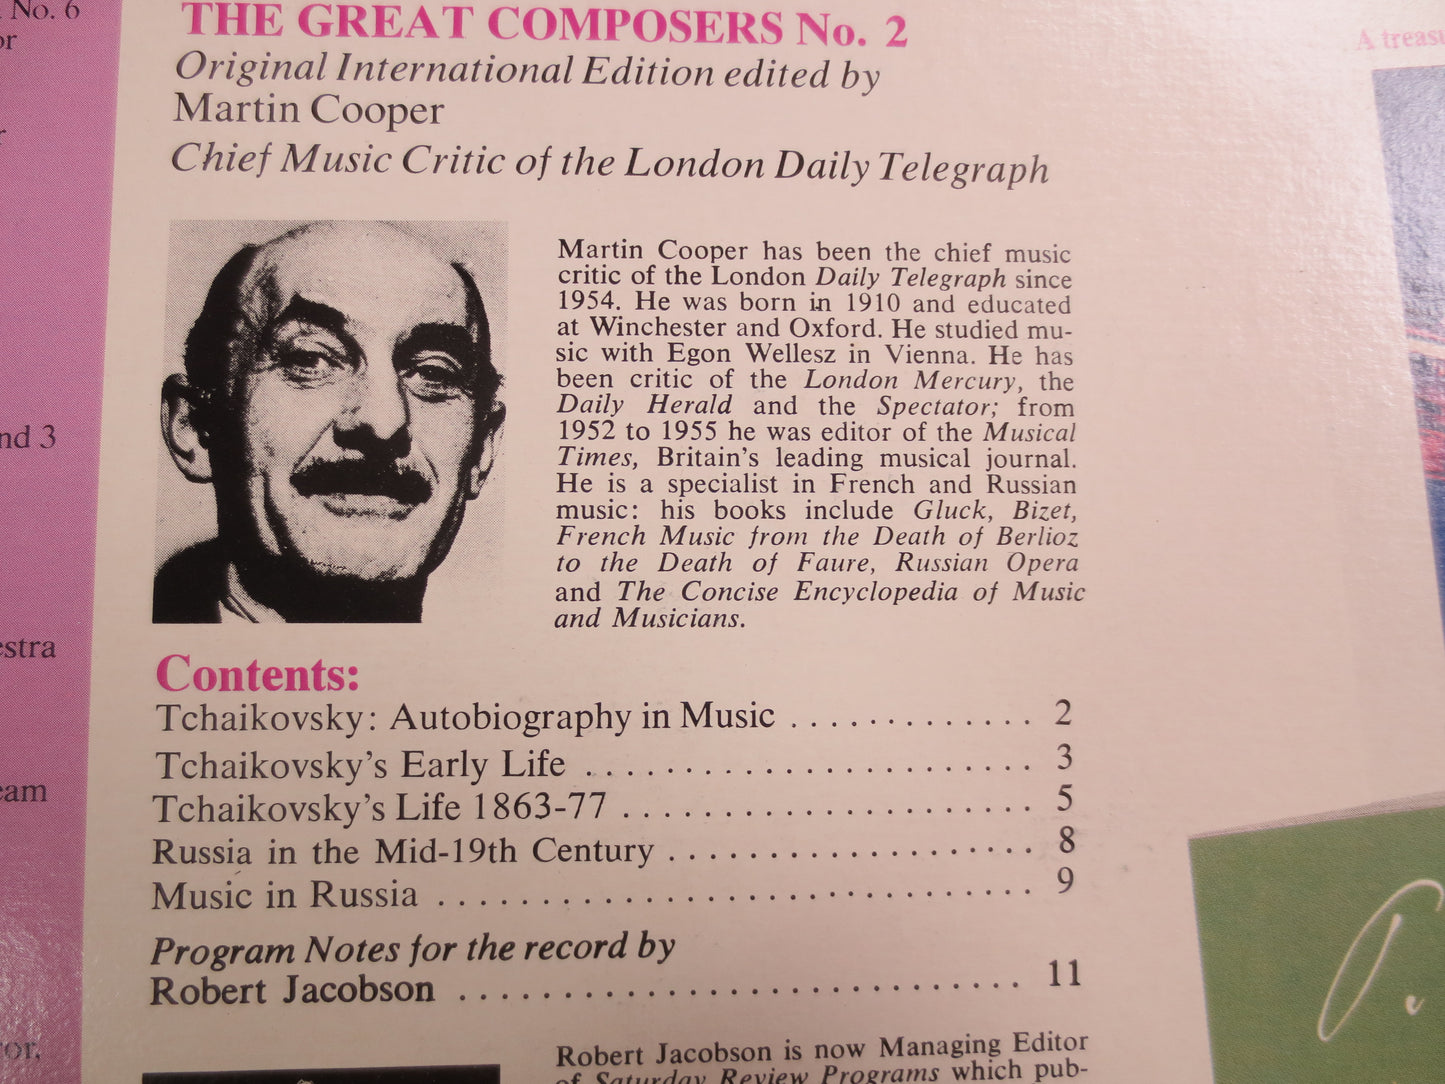 No. 6
or
nd 3
estra
eam
THE GREAT COMPOSERS No. 2
Original International Edition edited by
Martin Cooper
Chief Music Critic of the London Daily Telegraph
Martin Cooper has been the chief music
critic of the London Daily Telegraph since
1954. He was born in 1910 and educated
at Winchester and Oxford. He studied mu-
sic with Egon Wellesz in Vienna. He has
been critic of the London Mercury, the
Daily Herald and the Spectator; from
1952 to 1955 he was editor of the Musical
Times, Britain's leading musical journal.
He is a specialist in French and Russian
music: his books include Gluck, Bizet,
French Music from the Death of Berlioz
to the Death of Faure, Russian Opera
and The Concise Encyclopedia of Music
and Musicians.
Contents:
Tchaikovsky: Autobiography in Music . . . . . . . . . . . . . 2
Tchaikovsky's Early Life . . . . . . . . . . . . . . . . . . . . . . . 3
Tchaikovsky's Life 1863-77 . . . . . . . . . . . . . . . . . . . . . 5
Russia in the Mid-19th Century . . . . . . . . . . . . . . . . . . . 8
Music in Russia . . . . . . . . . . . . . . . . . . . . . . . . . . . . . . 9
Program Notes for the record by
Robert Jacobson . . . . . . . . . . . . . . . . . . . . . . . . . . . . 11
Robert Jacobson is now Managing Editor
of Saturday Review Programs which pub-
A treas